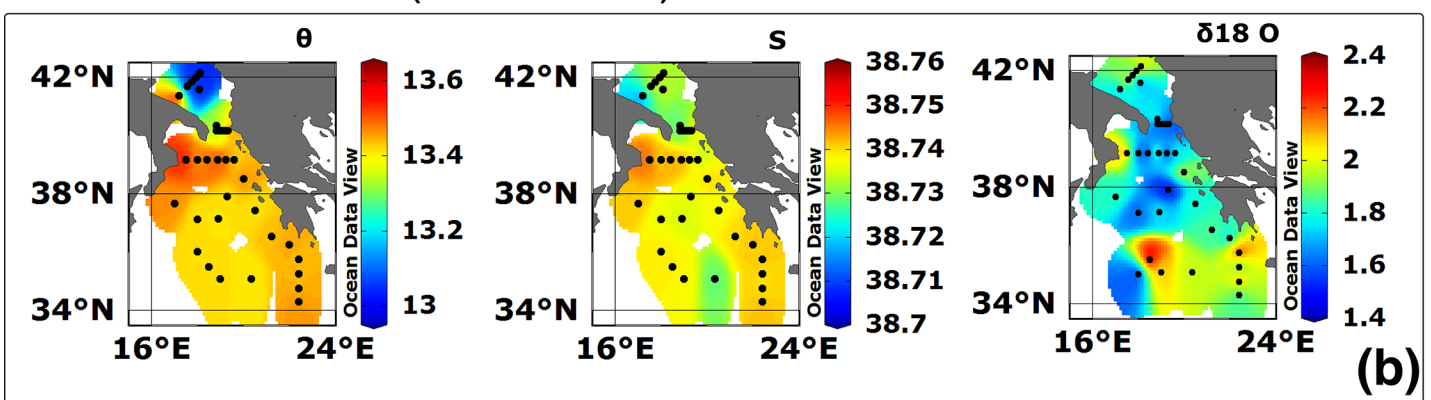 θ
S
δ18 O
42°N
38°N
34°N
16°E
24°E
13.6
13.4
13.2
13
Ocean Data View
42°N
38°N
34°N
16°E
24°E
38.76
38.75
38.74
38.73
38.72
38.71
38.7
Ocean Data View
42°N
38°N
34°N
16°E
24°E
2.4
2.2
2
1.8
1.6
1.4
Ocean Data View
(b)